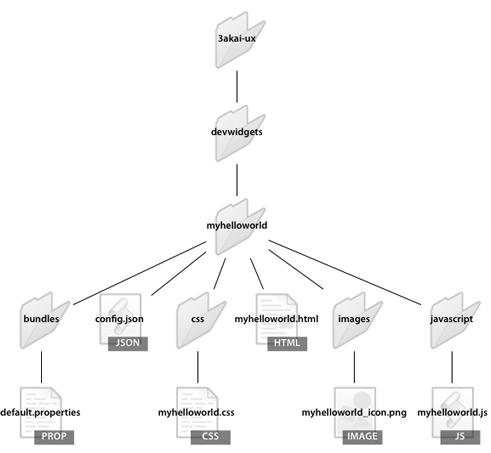 3akai-ux
devwidgets
myhelloworld
bundles
config.json
JSON
css
myhelloworld.html
HTML
images
javascript
default.properties
PROP
myhelloworld.css
CSS
myhelloworld_icon.png
IMAGE
myhelloworld.js
JS